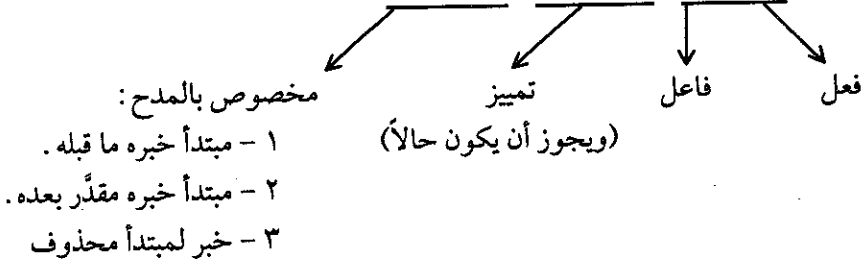 فعل فاعل تمييز مخصوص بالمدح :
(ويجوز أن يكون حالاً) ١ - مبتدأ خبره ما قبله .
٢ - مبتدأ خبره مقدَّر بعده .
٣ - خبر لمبتدأ محذوف